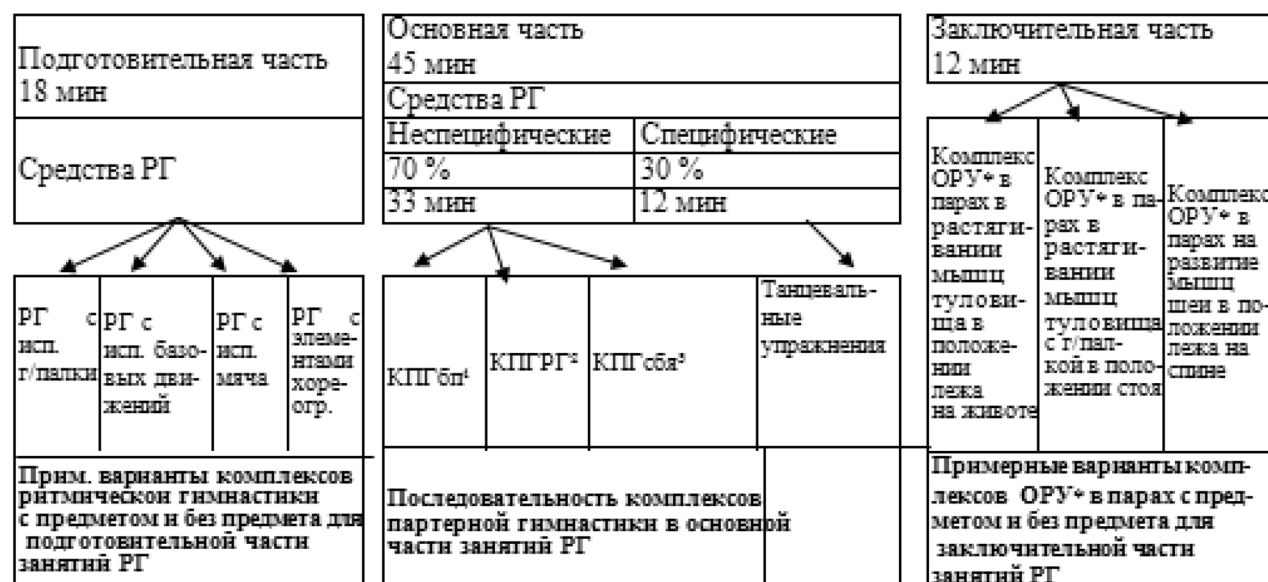 Подготовительная часть
18 мин
Средства РГ
РГ с
исп.
г/палки
РГ с
исп. базо-
вых дви-
жений
РГ с
исп.
мяча
РГ с
элеме-
нтами
хоре-
огр.
Прим. варианты комплексов
ритмической гимнастики
с предметом и без предмета для
подготовительной части
занятий РГ
Основная часть
45 мин
Средства РГ
Неспецифические
Специфические
70 %
30 %
33 мин
12 мин
КПГбп¹
КПГРГ²
КПГсбя³
Танцеваль-
ные
упражнения
Последовательность комплексов
партерной гимнастики в основной
части занятий РГ
Заключительная часть
12 мин
Комплекс
ОРУ* в
парах в
растяги-
вании
мышц
тулови-
ща в
положе-
нии
лежа
на животе
Комплекс
ОРУ* в па-
рах в
растяги-
вании
мышц
туловища
с г/пал-
кой в поло-
жении стоя
Комплекс
ОРУ* в
парах на
развитие
мышц
шеи в по-
ложении
лежа на
спине
Примерные варианты комп-
лексов ОРУ* в парах с пред-
метом и без предмета для
заключительной части
занятий РГ